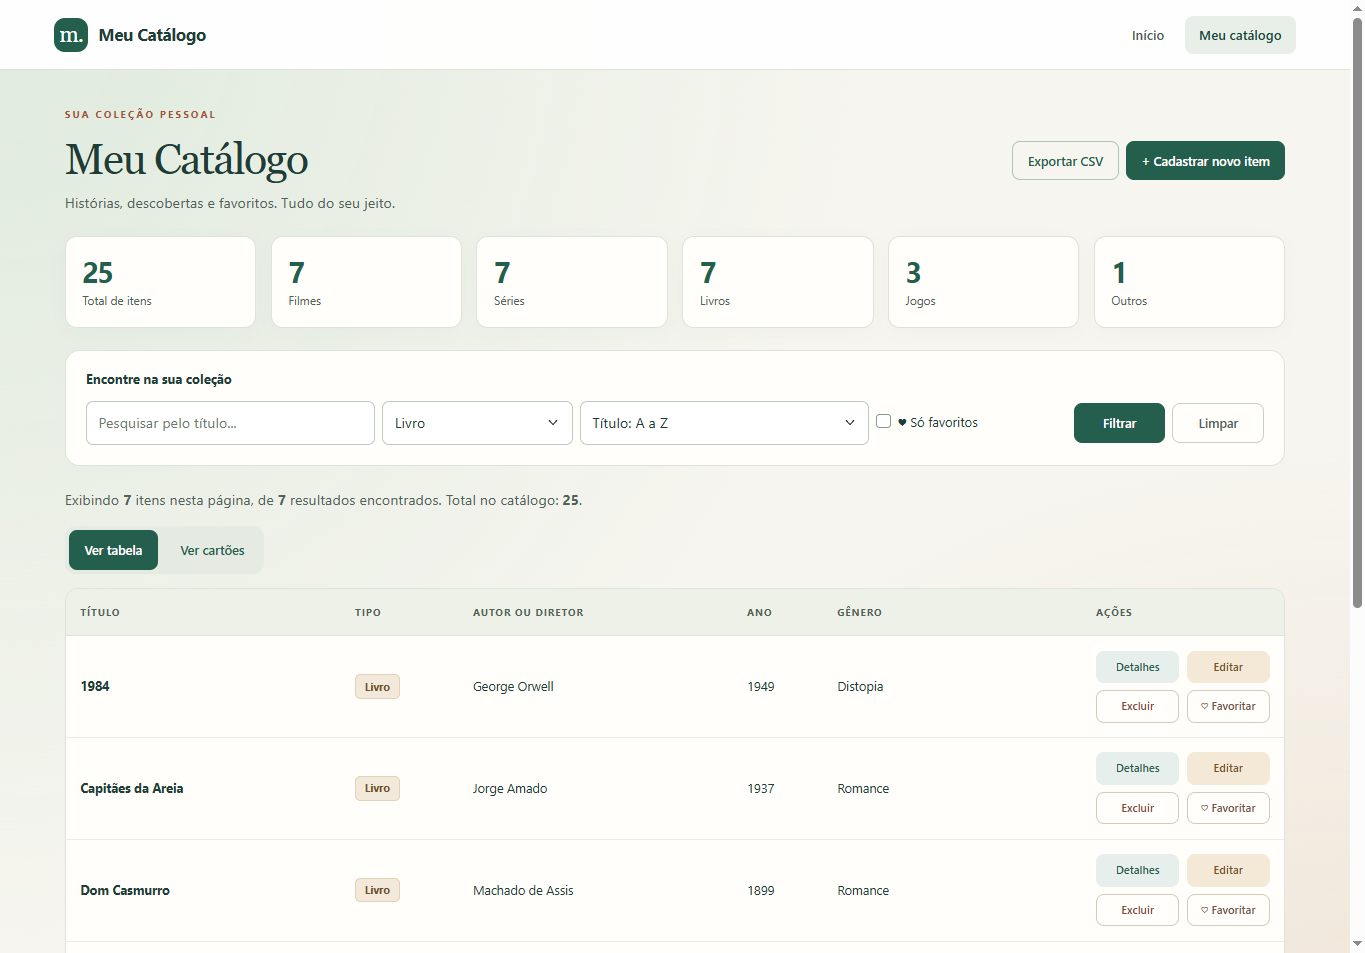 m. Meu Catálogo
Início
Meu catálogo
SUA COLEÇÃO PESSOAL
Meu Catálogo
Exportar CSV
+ Cadastrar novo item
Histórias, descobertas e favoritos. Tudo do seu jeito.
25
Total de itens
7
Filmes
7
Séries
7
Livros
3
Jogos
1
Outros
Encontre na sua coleção
Pesquisar pelo título...
Livro
Título: A a Z
♥ Só favoritos
Filtrar
Limpar
Exibindo 7 itens nesta página, de 7 resultados encontrados. Total no catálogo: 25.
Ver tabela
Ver cartões
TÍTULO TIPO AUTOR OU DIRETOR ANO GÊNERO AÇÕES
1984 Livro George Orwell 1949 Distopia
Detalhes Editar
Excluir ♡ Favoritar
Capitães da Areia Livro Jorge Amado 1937 Romance
Detalhes Editar
Excluir ♡ Favoritar
Dom Casmurro Livro Machado de Assis 1899 Romance
Detalhes Editar
Excluir ♡ Favoritar